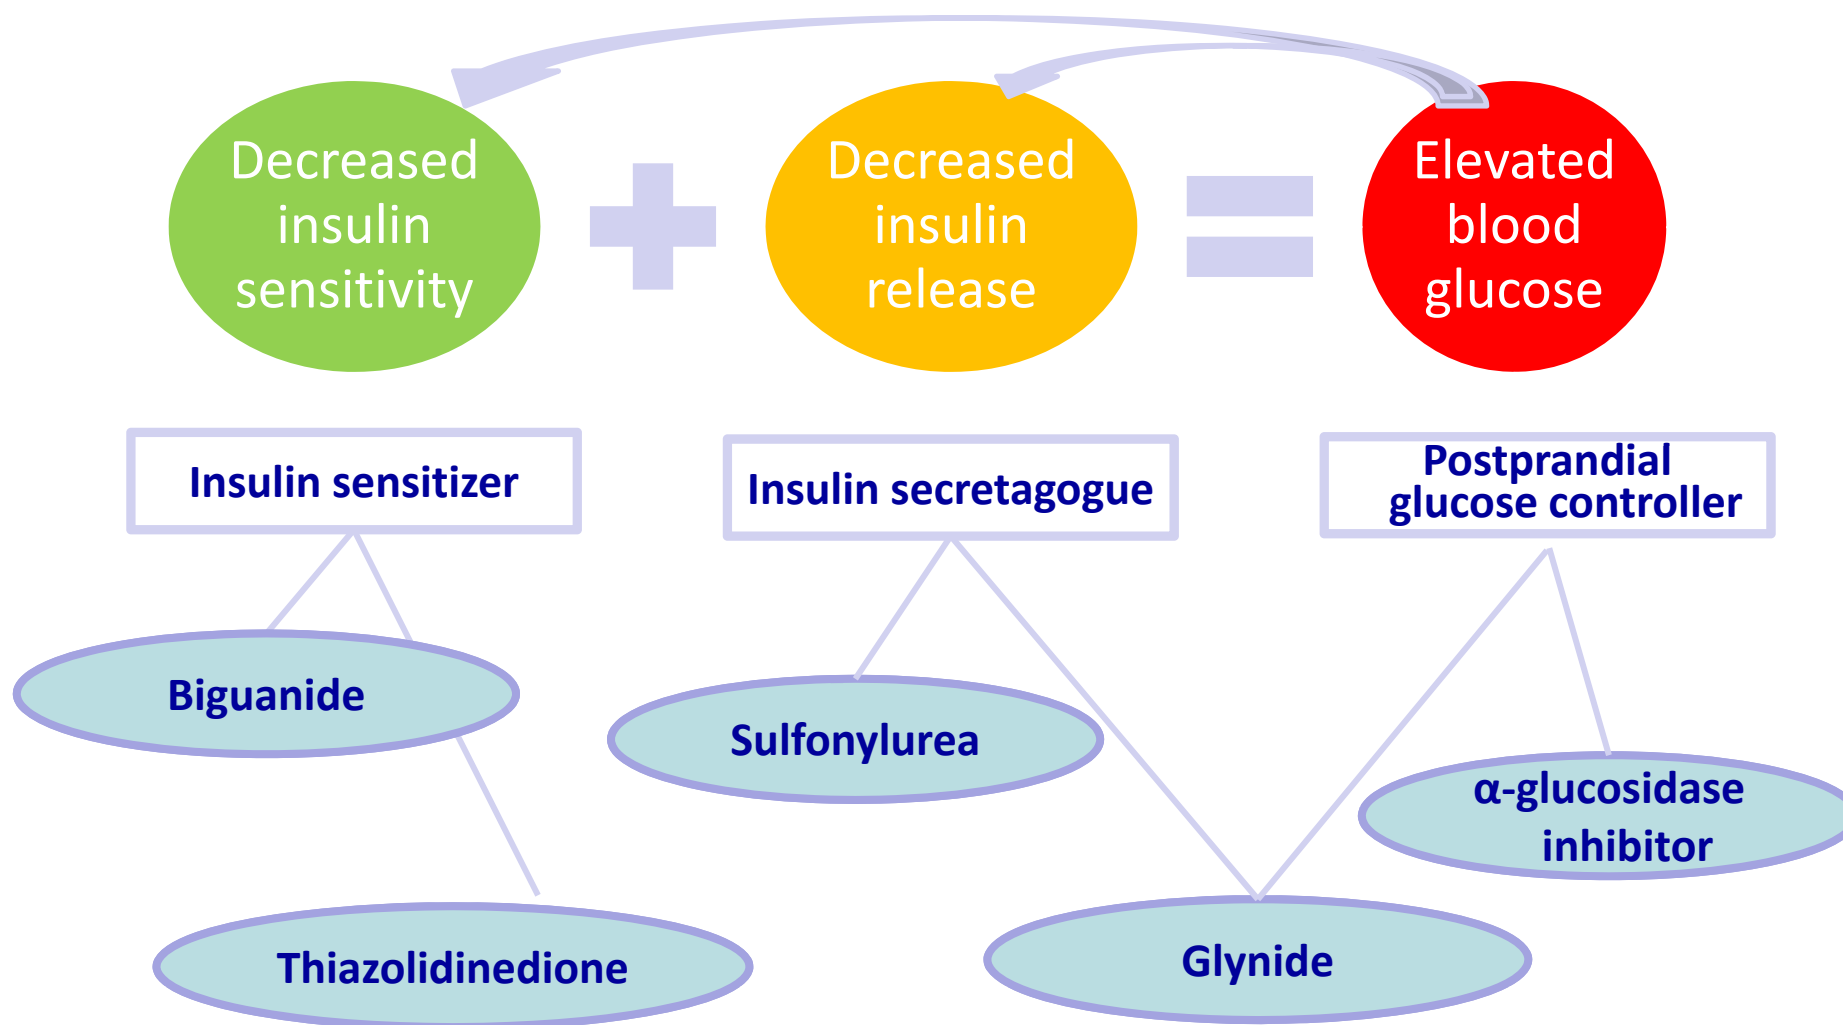 Decreased
insulin
sensitivity
Decreased
insulin
release
Elevated
blood
glucose
Insulin sensitizer
Insulin secretagogue
Postprandial
glucose controller
Biguanide
Sulfonylurea
α-glucosidase
inhibitor
Thiazolidinedione
Glynide